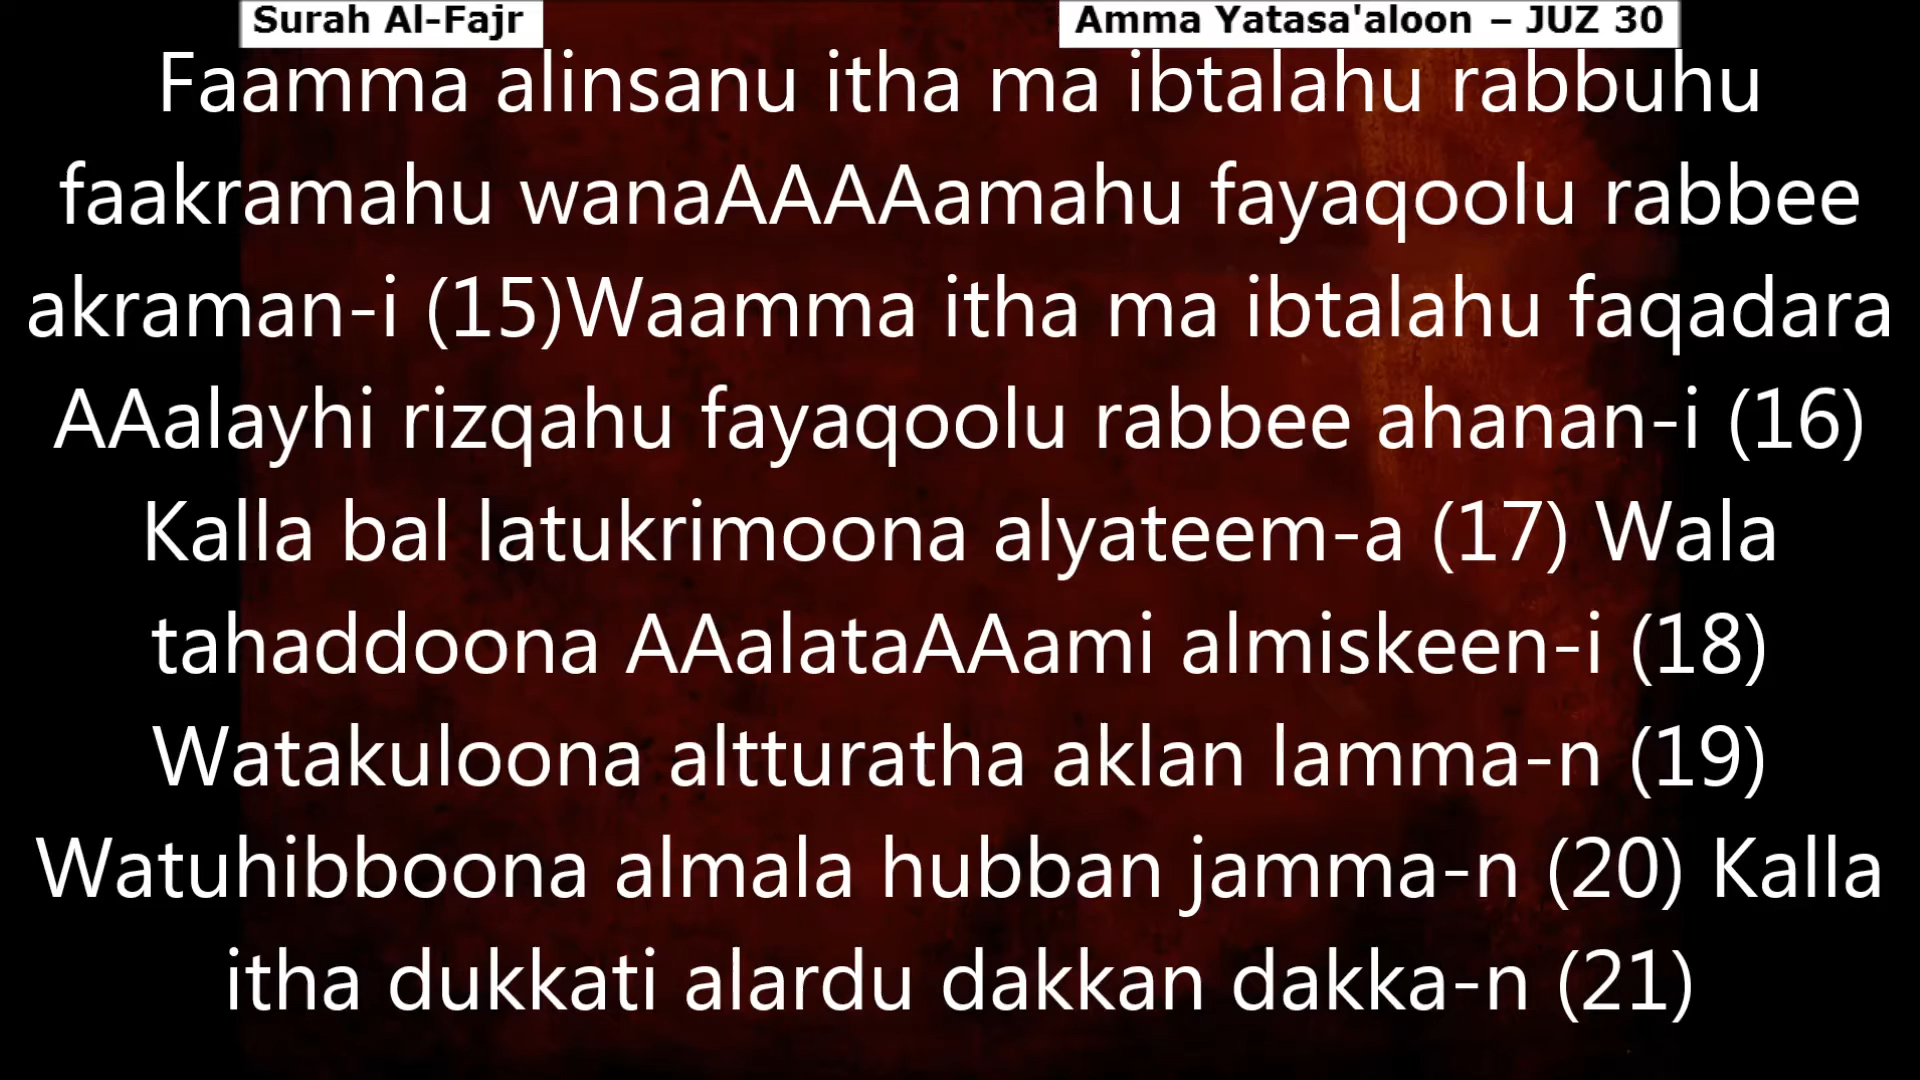 Surah Al-Fajr
Amma Yatasa'aloon – JUZ 30
Faamma alinsanu itha ma ibtalahu rabbuhu
faakramahu wanaAAAAamahu fayaqoolu rabbee
akraman-i (15)Waamma itha ma ibtalahu faqadara
AAalayhi rizqahu fayaqoolu rabbee ahanan-i (16)
Kalla bal latukrimoona alyateem-a (17) Wala
tahaddoona AAalataAAami almiskeen-i (18)
Watakuloona altturatha aklan lamma-n (19)
Watuhibboona almala hubban jamma-n (20) Kalla
itha dukkati alardu dakkan dakka-n (21)